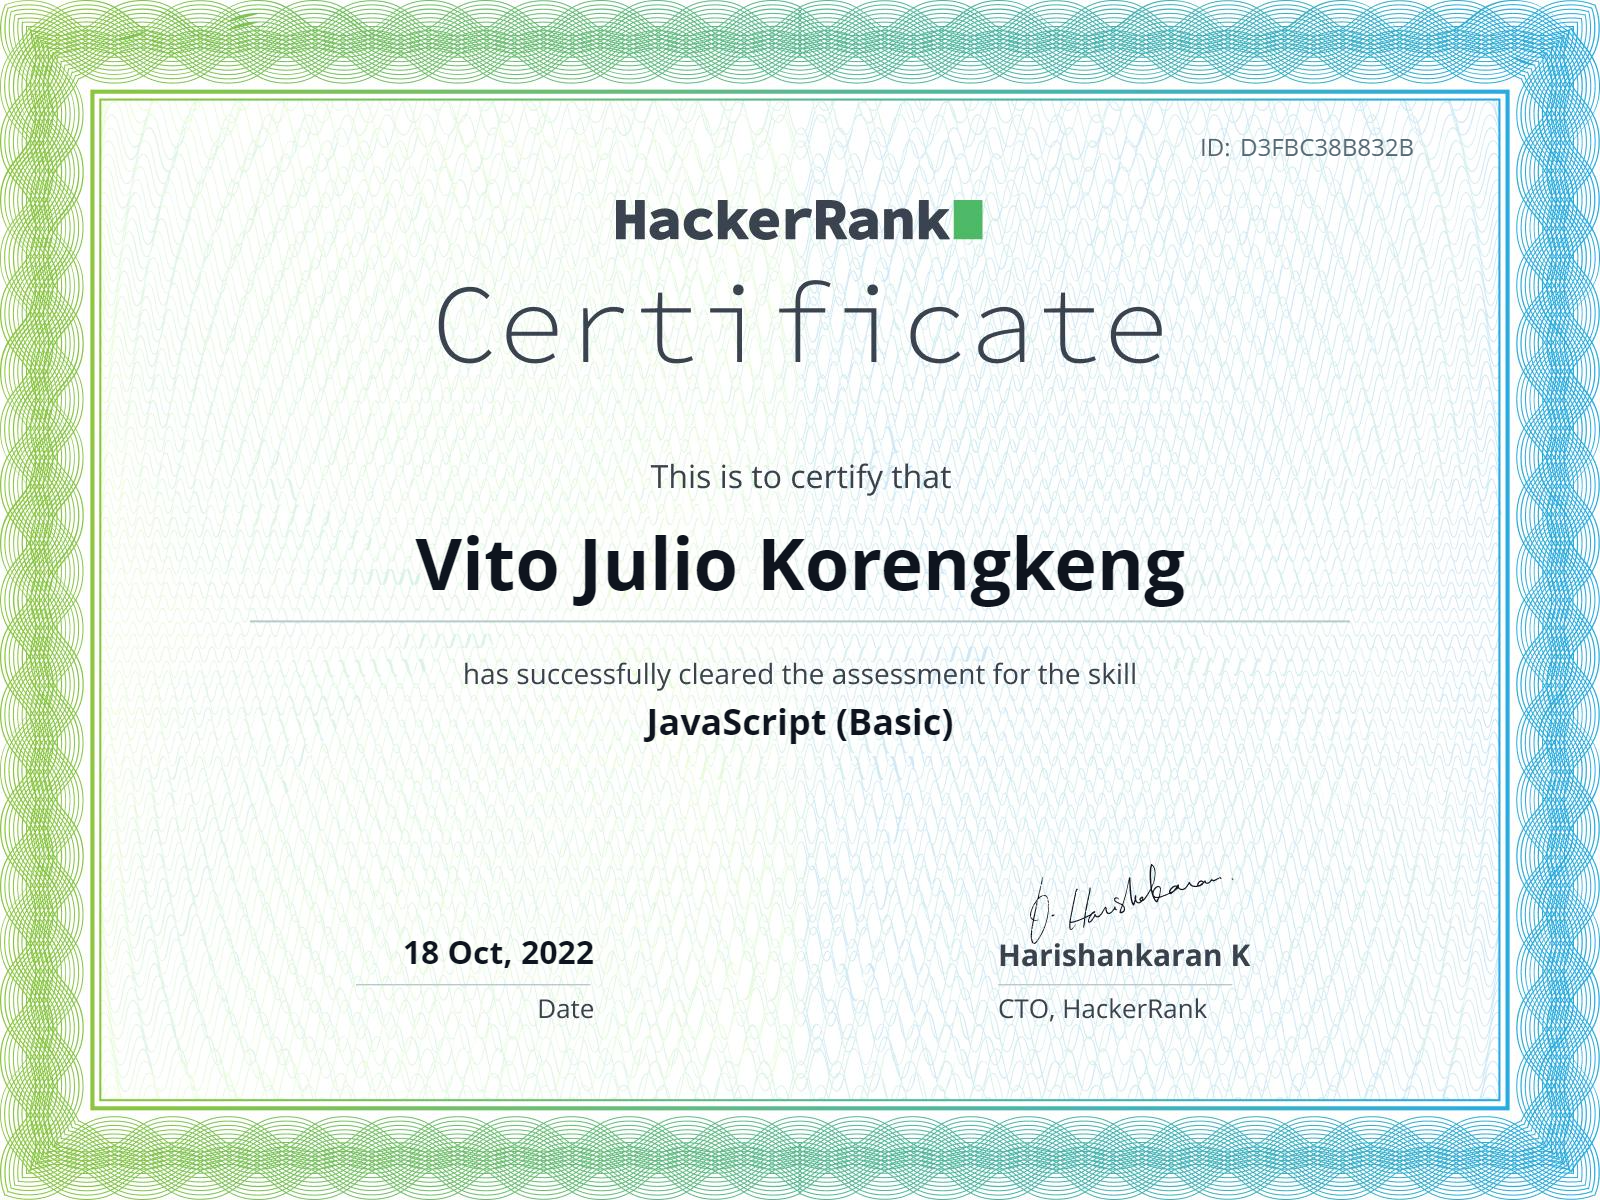 ID: D3FBC38B832B
HackerRank
Certificate
This is to certify that
Vito Julio Korengkeng
has successfully cleared the assessment for the skill
JavaScript (Basic)
18 Oct, 2022
Date
Harishankaran K
CTO, HackerRank